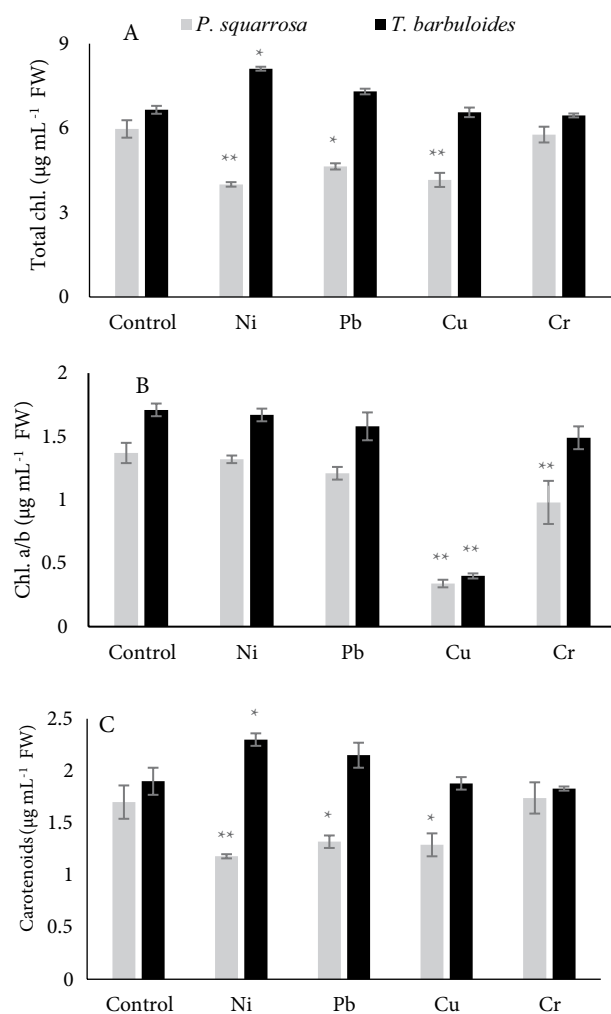 P. squarrosa T. barbuloides
A
9
6
3
0
Total chl. (µg mL⁻¹ FW)
**
*
*
**
Control Ni Pb Cu Cr
B
2
1.5
1
0.5
0
Chl. a/b (µg mL⁻¹ FW)
** **
**
Control Ni Pb Cu Cr
C
2.5
2
1.5
1
0.5
0
Carotenoids (µg mL⁻¹ FW)
**
*
*
*
Control Ni Pb Cu Cr